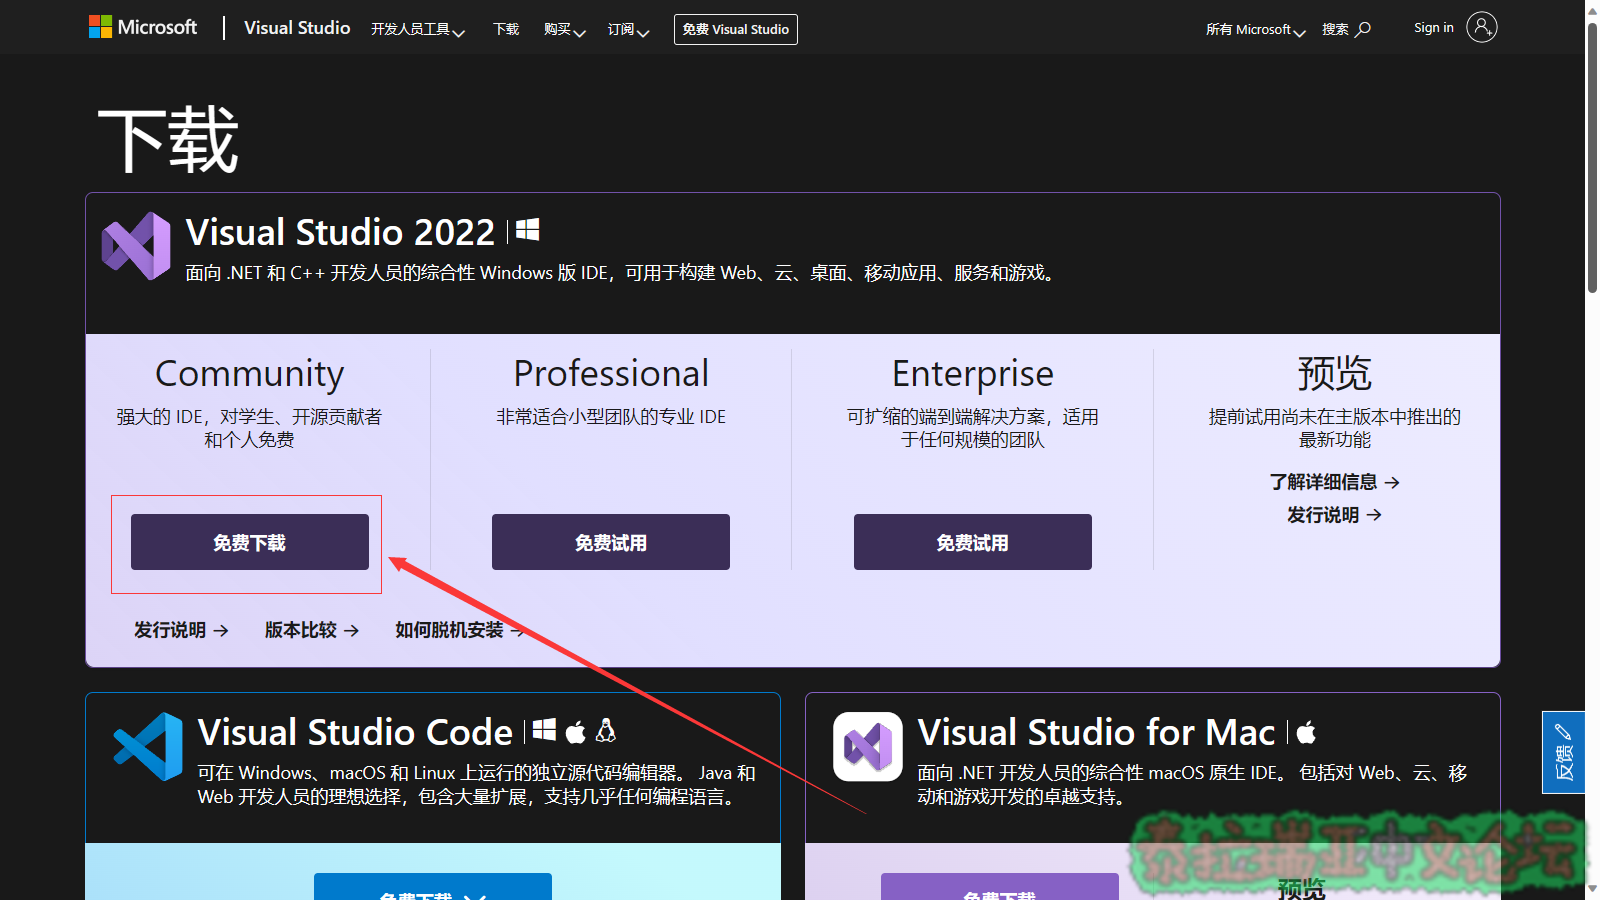 Microsoft
Visual Studio
开发人员工具
下载
购买
订阅
免费 Visual Studio
所有 Microsoft
搜索
Sign in
下载
Visual Studio 2022
面向 .NET 和 C++ 开发人员的综合性 Windows 版 IDE，可用于构建 Web、云、桌面、移动应用、服务和游戏。
Community
强大的 IDE，对学生、开源贡献者
和个人免费
免费下载
Professional
非常适合小型团队的专业 IDE
免费试用
Enterprise
可扩缩的端到端解决方案，适用
于任何规模的团队
免费试用
预览
提前试用尚未在主版本中推出的
最新功能
了解详细信息 →
发行说明 →
发行说明 →
版本比较 →
如何脱机安装 →
Visual Studio Code
可在 Windows、macOS 和 Linux 上运行的独立源代码编辑器。 Java 和
Web 开发人员的理想选择，包含大量扩展，支持几乎任何编程语言。
免费下载
Visual Studio for Mac
面向 .NET 开发人员的综合性 macOS 原生 IDE。 包括对 Web、云、移
动和游戏开发的卓越支持。
免费下载
预览
反馈
泰拉瑞亚中文论坛